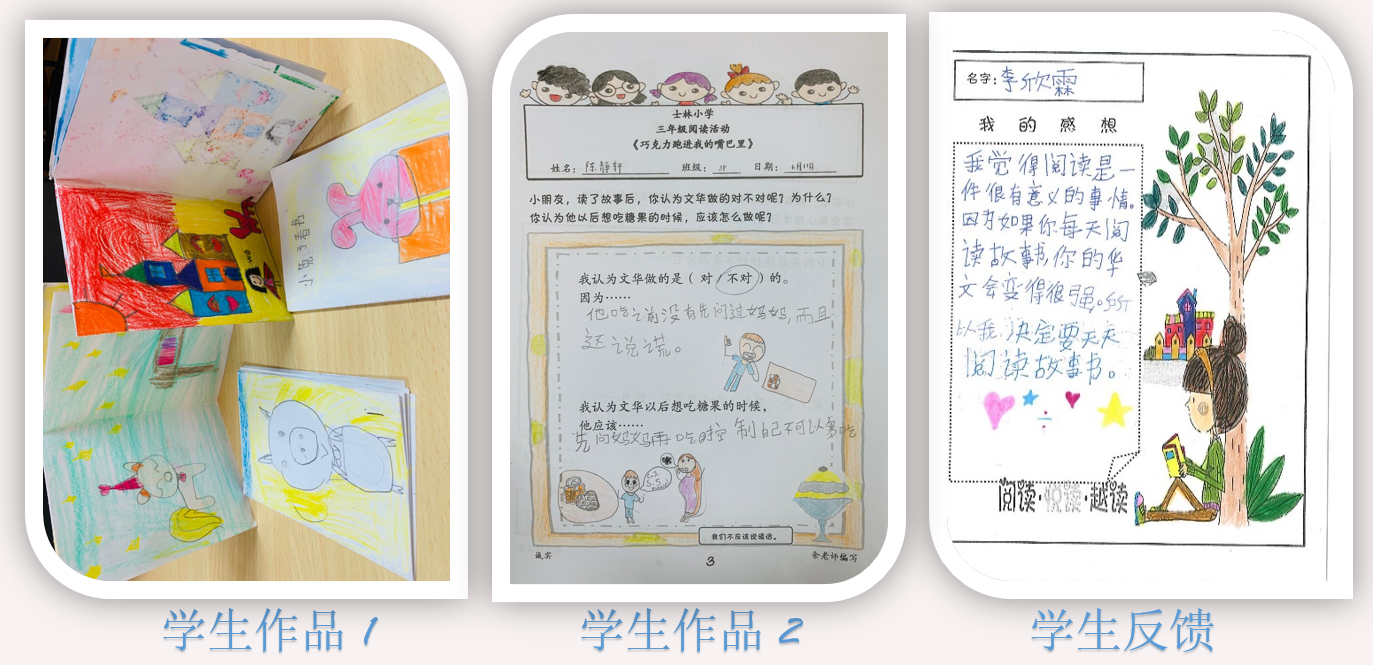 小兔子看书
学生作品 1
士林小学
三年级阅读活动
《巧克力跑进我的嘴巴里》
姓名：陈静轩 班级：3P 日期：6月11日
小朋友，读了故事后，你认为文华做的对不对呢？为什么？
你认为他以后想吃糖果的时候，应该怎么做呢？
我认为文华做的是（ 对 不对 ）的。
因为……
他吃之前没有先问过妈妈，而且
还说谎。
我认为文华以后想吃糖果的时候，
他应该……
先问妈妈再吃时控制自己不可以多吃
我们不应该说谎话。
诚实
3
余老师编写
学生作品 2
名字：李欣霖
我的感想
我觉得阅读是一
件很有意义的事情。
因为如果你每天阅
读故事书，你的华
文会变得很强。所
以我决定要天天
阅读故事书。
阅读·悦读·越读
学生反馈